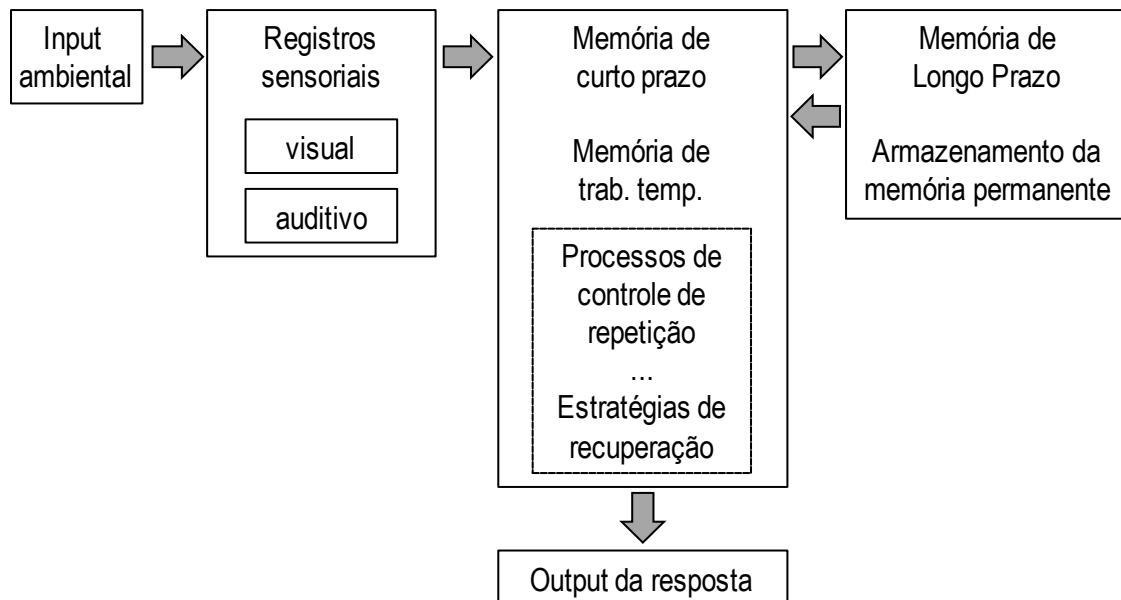 Input
ambiental
Registros
sensoriais
visual
auditivo
Memória de
curto prazo
Memória de
trab. temp.
Processos de
controle de
repetição
...
Estratégias de
recuperação
Memória de
Longo Prazo
Armazenamento da
memória permanente
Output da resposta